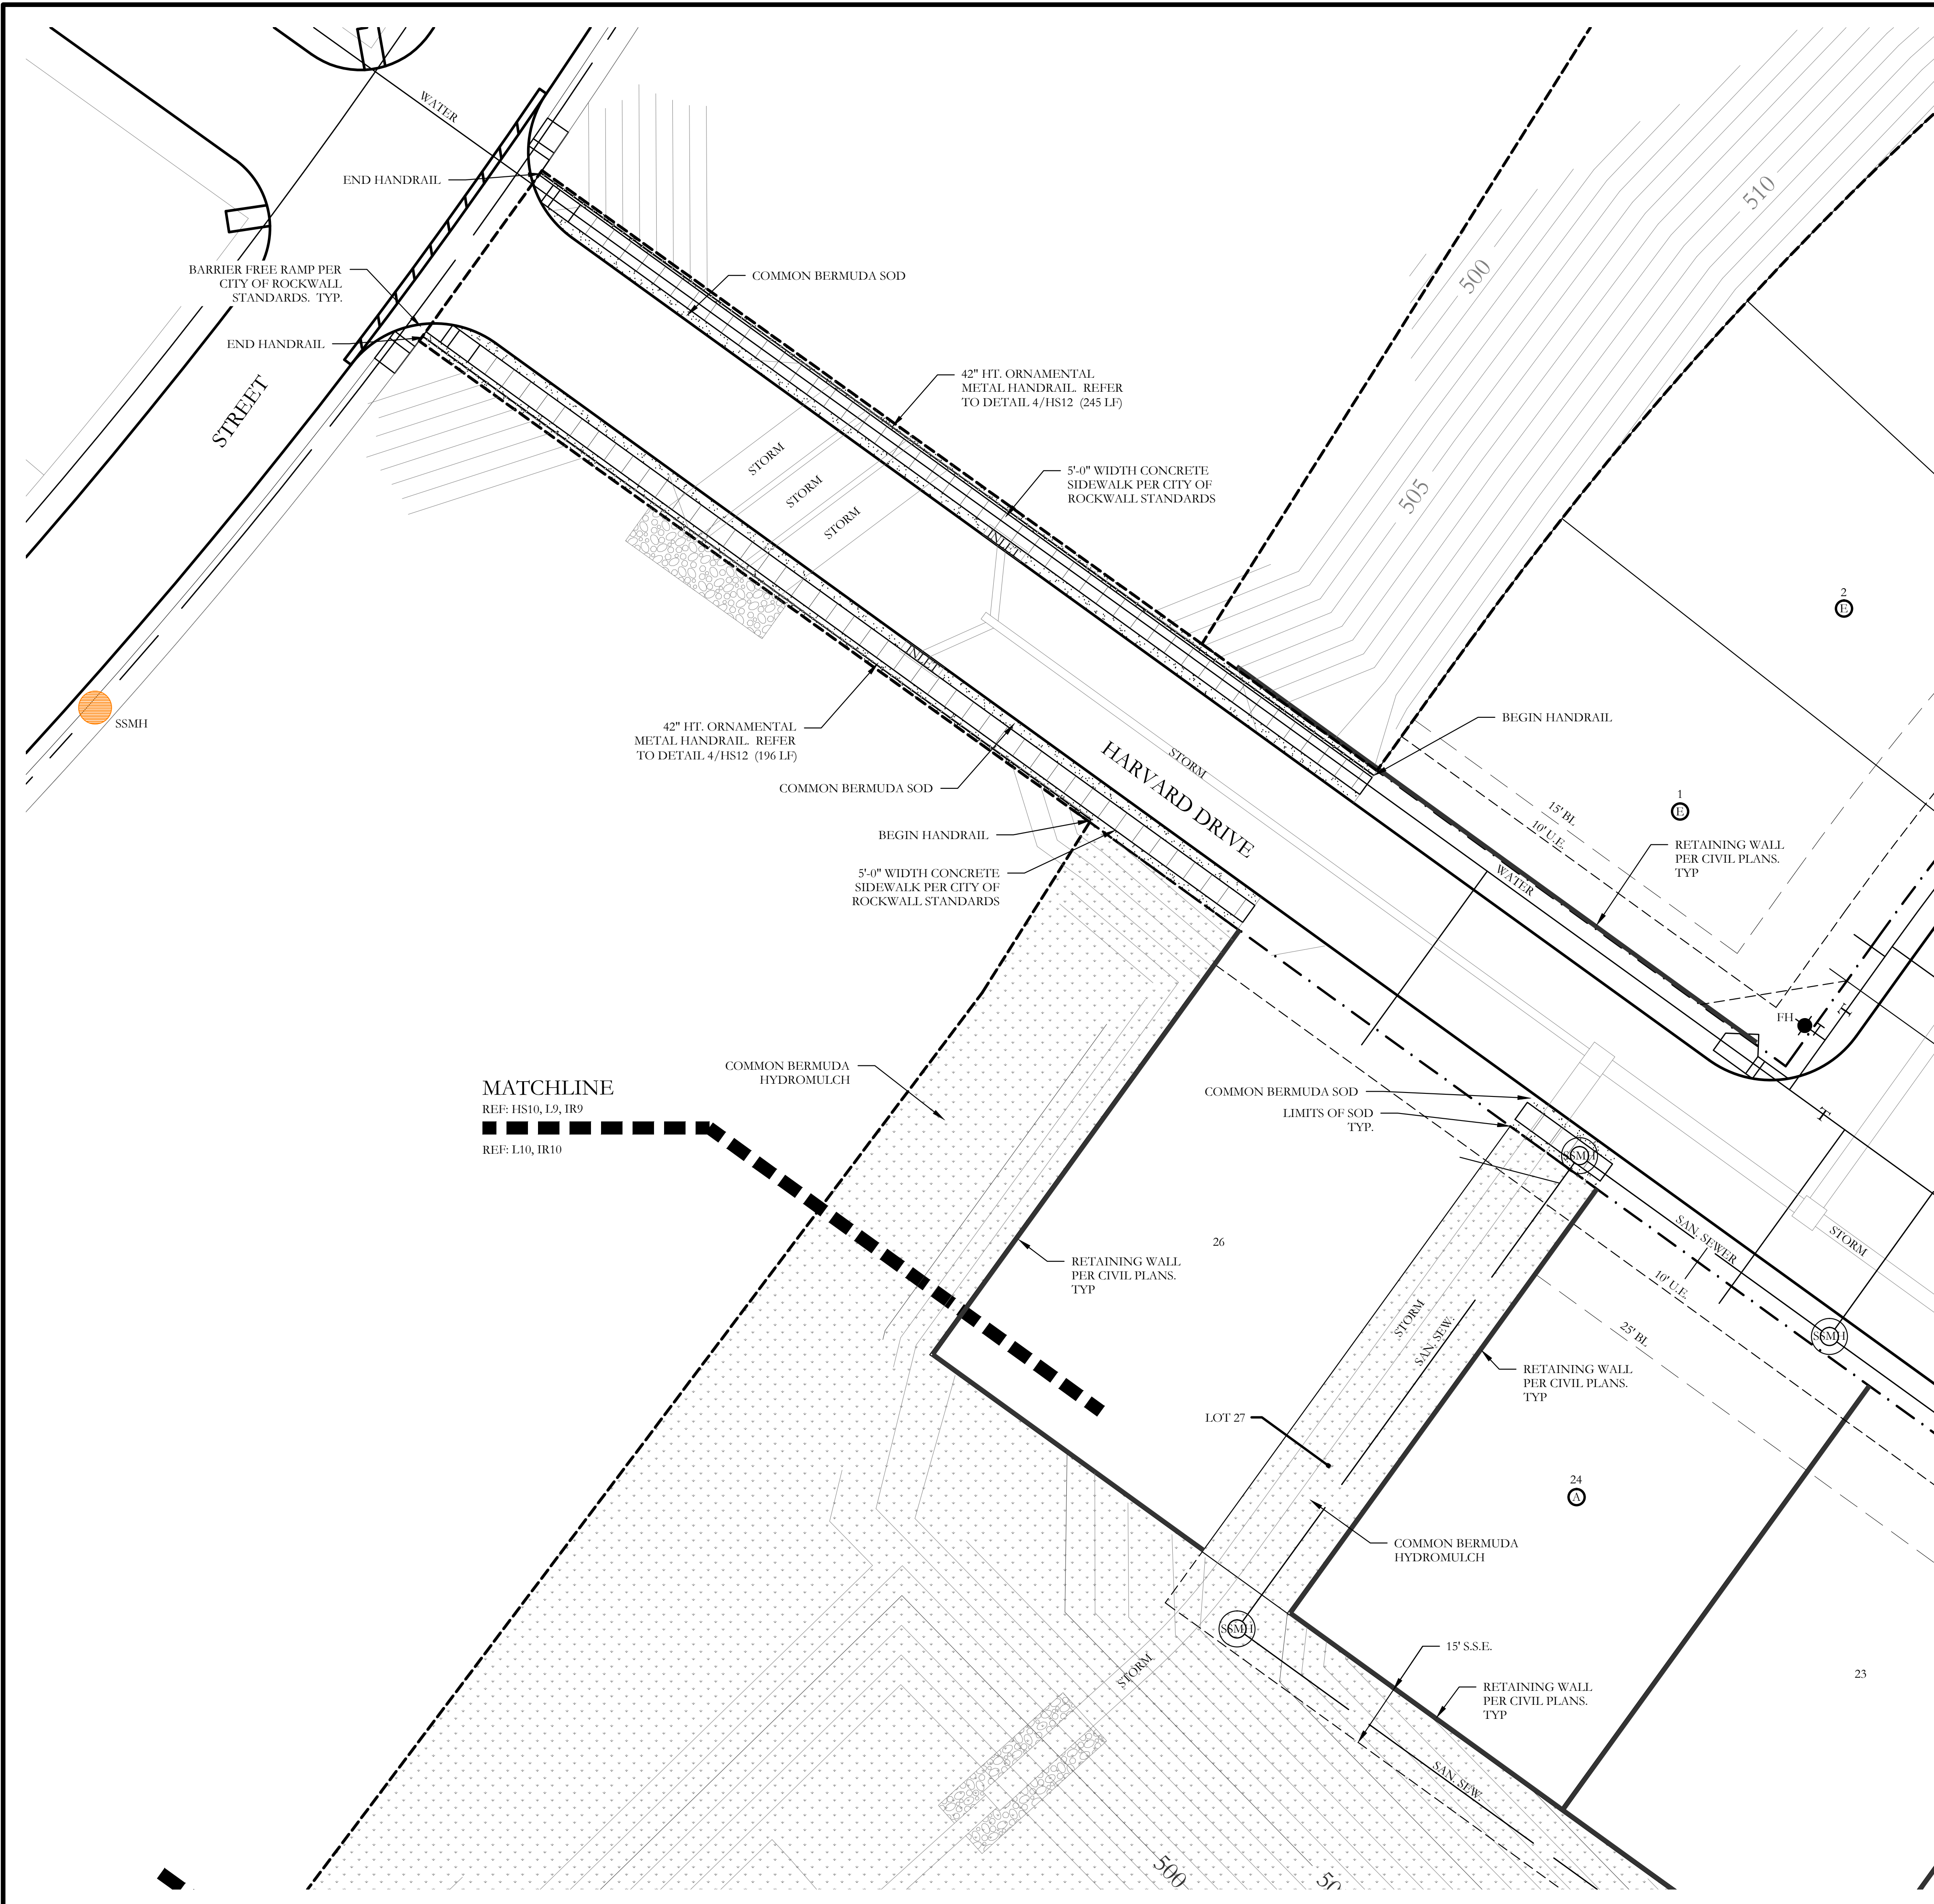 WATER
END HANDRAIL
510
500
BARRIER FREE RAMP PER
CITY OF ROCKWALL
STANDARDS. TYP.
COMMON BERMUDA SOD
END HANDRAIL
STREET
42" HT. ORNAMENTAL
METAL HANDRAIL. REFER
TO DETAIL 4/HS12 (245 LF)
STORM
STORM
STORM
5'-0" WIDTH CONCRETE
SIDEWALK PER CITY OF
ROCKWALL STANDARDS
505
INLET
INLET
2
E
SSMH
42" HT. ORNAMENTAL
METAL HANDRAIL. REFER
TO DETAIL 4/HS12 (196 LF)
BEGIN HANDRAIL
STORM
HARVARD DRIVE
COMMON BERMUDA SOD
BEGIN HANDRAIL
5'-0" WIDTH CONCRETE
SIDEWALK PER CITY OF
ROCKWALL STANDARDS
1
E
15' BL
10' U.E.
RETAINING WALL
PER CIVIL PLANS.
TYP
WATER
FH
T
T
T
MATCHLINE
REF: HS10, L9, IR9
REF: L10, IR10
COMMON BERMUDA
HYDROMULCH
COMMON BERMUDA SOD
LIMITS OF SOD
TYP.
SSMH
26
RETAINING WALL
PER CIVIL PLANS.
TYP
SAN. SEWER
STORM
10' U.E.
25' BL
SSMH
STORM
SAN. SEW.
RETAINING WALL
PER CIVIL PLANS.
TYP
LOT 27
24
A
COMMON BERMUDA
HYDROMULCH
SSMH
15' S.S.E.
STORM
RETAINING WALL
PER CIVIL PLANS.
TYP
23
SAN. SEW.
500